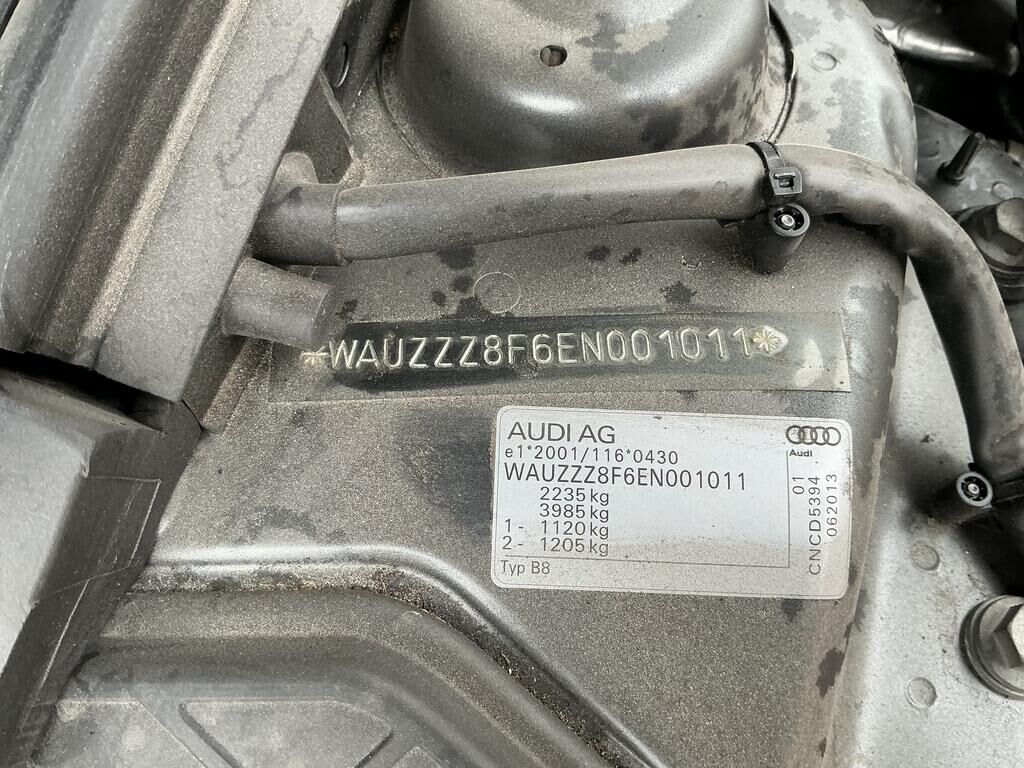 *WAUZZZ8F6EN001011*
AUDI AG
Audi
e1*2001/116*0430
WAUZZZ8F6EN001011
2235 kg
3985 kg
1- 1120 kg
2- 1205 kg
Typ B8
01
CNCD5394
062013